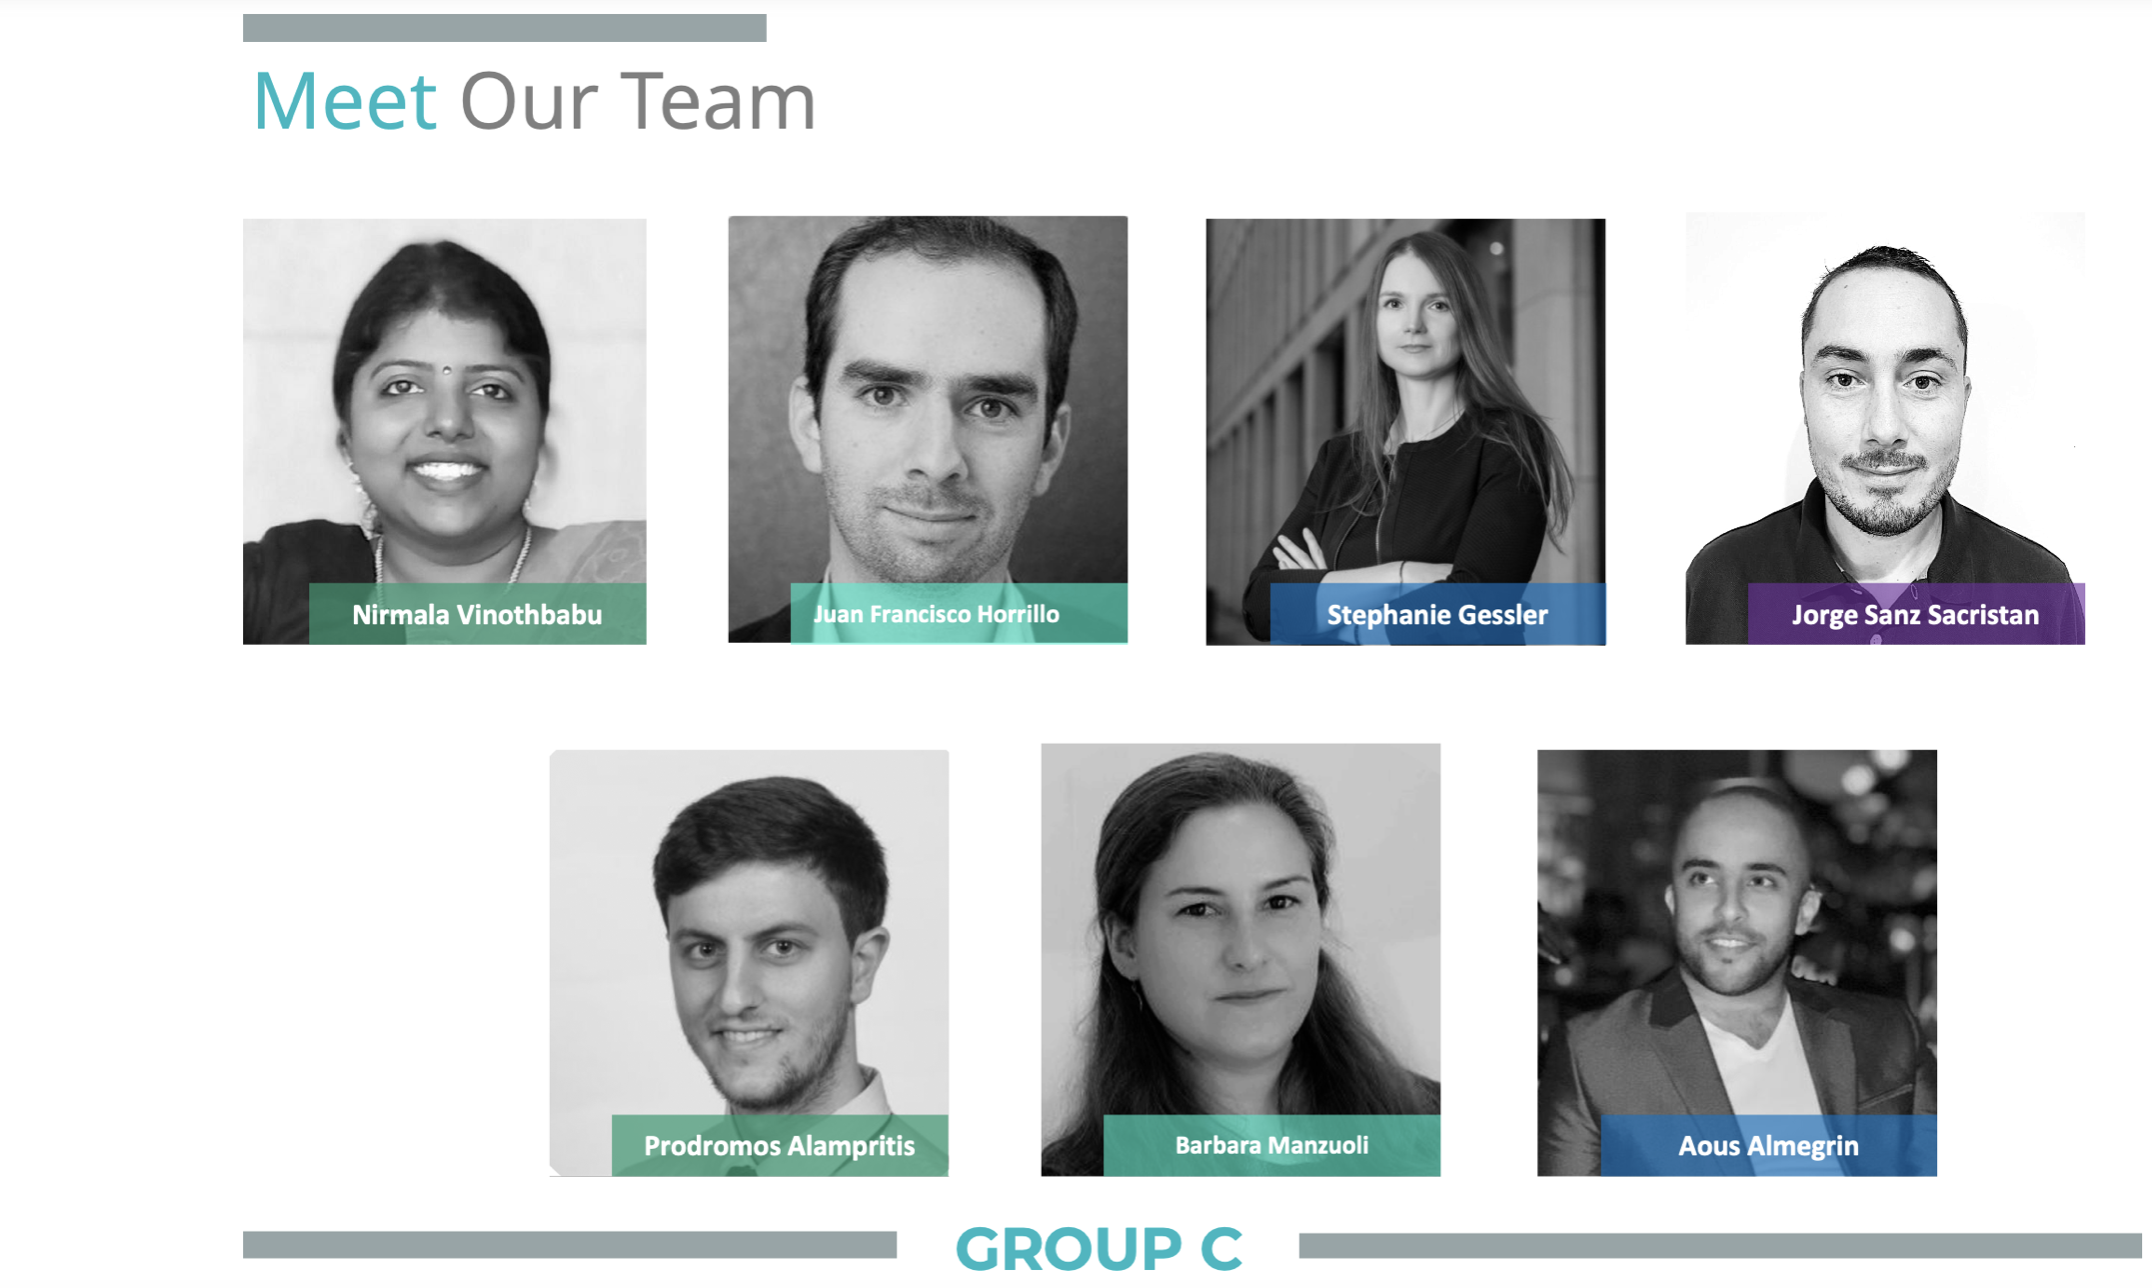 Meet Our Team
Nirmala Vinothbabu
Juan Francisco Horrillo
Stephanie Gessler
Jorge Sanz Sacristan
Prodromos Alampritis
Barbara Manzuoli
Aous Almegrin
GROUP C